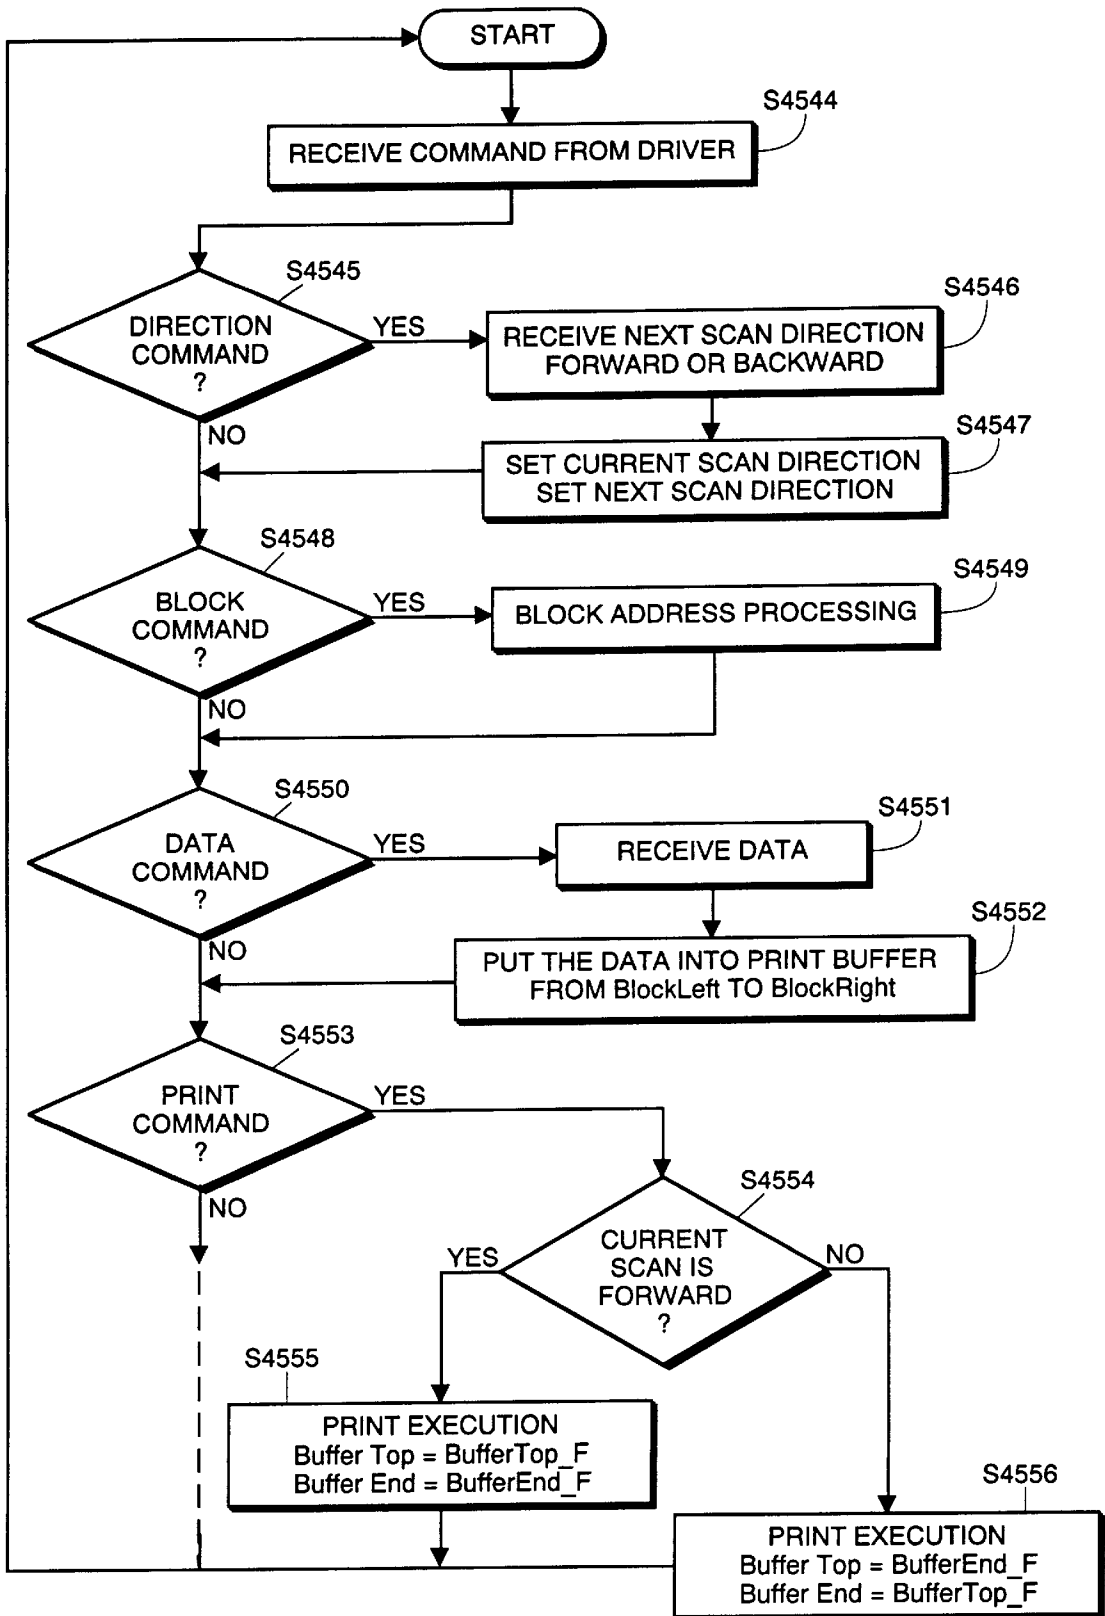 START
S4544
RECEIVE COMMAND FROM DRIVER
S4545
DIRECTION
COMMAND
?
YES
NO
S4546
RECEIVE NEXT SCAN DIRECTION
FORWARD OR BACKWARD
S4547
SET CURRENT SCAN DIRECTION
SET NEXT SCAN DIRECTION
S4548
BLOCK
COMMAND
?
YES
NO
S4549
BLOCK ADDRESS PROCESSING
S4550
DATA
COMMAND
?
YES
NO
S4551
RECEIVE DATA
S4552
PUT THE DATA INTO PRINT BUFFER
FROM BlockLeft TO BlockRight
S4553
PRINT
COMMAND
?
YES
NO
S4554
CURRENT
SCAN IS
FORWARD
?
YES
NO
S4555
PRINT EXECUTION
Buffer Top = BufferTop_F
Buffer End = BufferEnd_F
S4556
PRINT EXECUTION
Buffer Top = BufferEnd_F
Buffer End = BufferTop_F